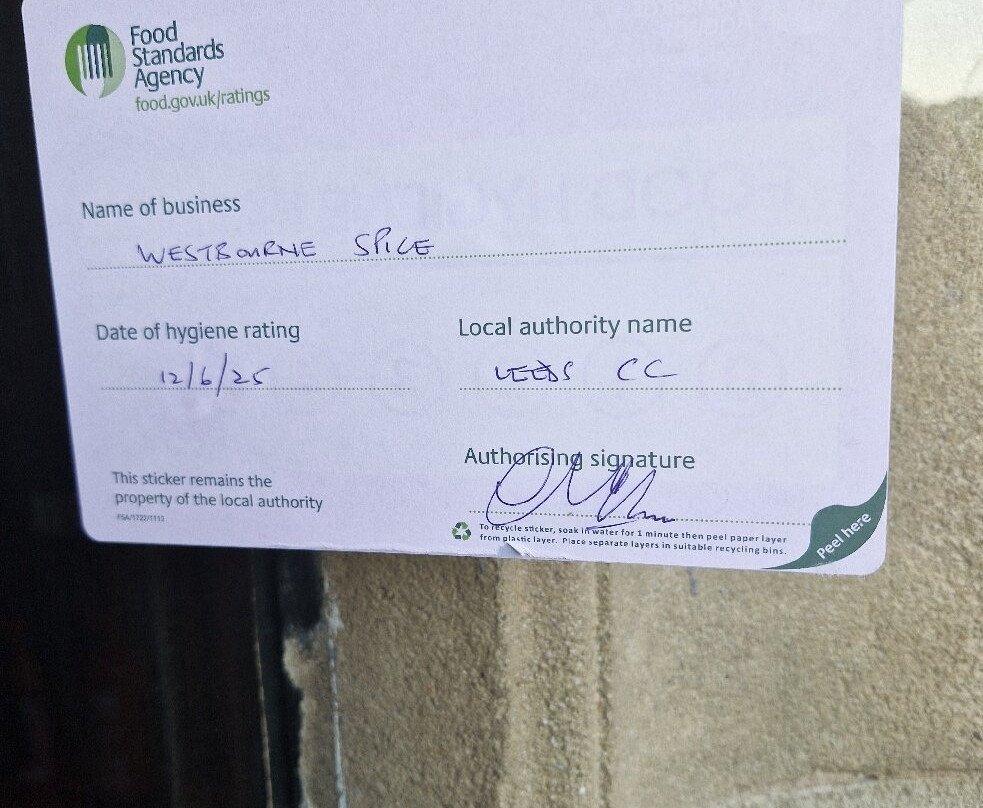 Food
Standards
Agency
food.gov.uk/ratings
Name of business
WESTBOURNE SPICE
Date of hygiene rating
12/6/25
Local authority name
LEEDS CC
Authorising signature
This sticker remains the
property of the local authority
FSA/1722/1113
To recycle sticker, soak in water for 1 minute then peel paper layer
from plastic layer. Place separate layers in suitable recycling bins.
Peel here